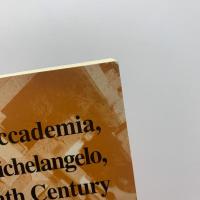 ccademia,
ichelangelo,
th Century